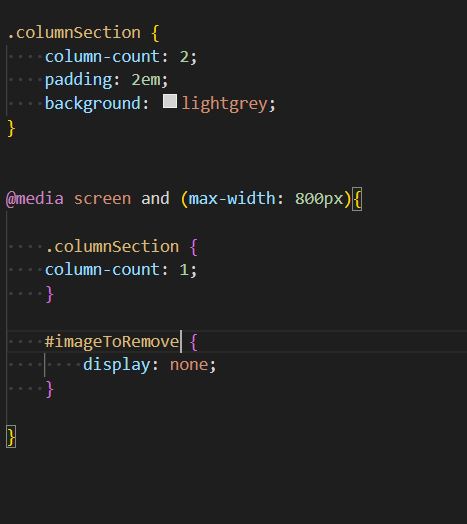 .columnSection {
    column-count: 2;
    padding: 2em;
    background: lightgrey;
}
@media screen and (max-width: 800px){
    .columnSection {
    column-count: 1;
    }
    #imageToRemove {
        display: none;
    }
}